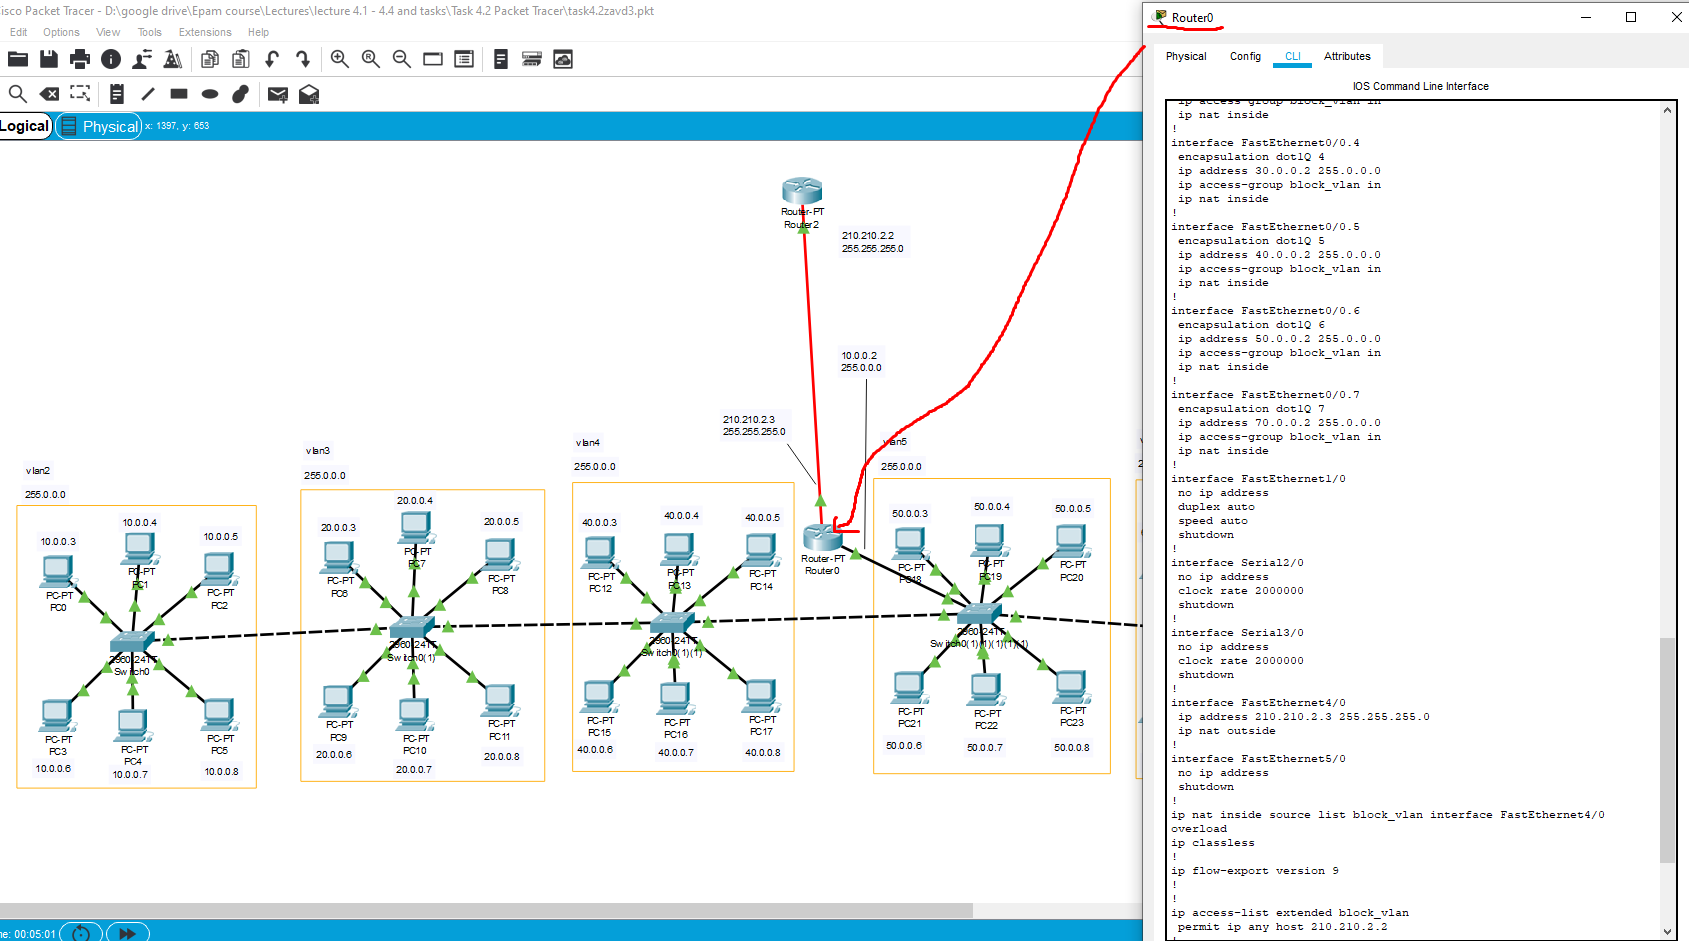 isco Packet Tracer - D:\google drive\Epam course\Lectures\lecture 4.1 - 4.4 and tasks\Task 4.2 Packet Tracer\task4.2zavd3.pkt
Edit Options View Tools Extensions Help
Logical Physical x: 1397, y: 653
Router-PT
Router2
210.210.2.2
255.255.255.0
10.0.0.2
255.0.0.0
210.210.2.3
255.255.255.0
Router-PT
Router0
vlan2
255.0.0.0
10.0.0.3
10.0.0.4
10.0.0.5
PC-PT
PC0
PC-PT
PC1
PC-PT
PC2
2960-24TT
Switch0
PC-PT
PC3
PC-PT
PC4
PC-PT
PC5
10.0.0.6
10.0.0.7
10.0.0.8
vlan3
255.0.0.0
20.0.0.3
20.0.0.4
20.0.0.5
PC-PT
PC6
PC-PT
PC7
PC-PT
PC8
2960-24TT
Switch0(1)
PC-PT
PC9
PC-PT
PC10
PC-PT
PC11
20.0.0.6
20.0.0.7
20.0.0.8
vlan4
255.0.0.0
40.0.0.3
40.0.0.4
40.0.0.5
PC-PT
PC12
PC-PT
PC13
PC-PT
PC14
2960-24TT
Switch0(1)(1)
PC-PT
PC15
PC-PT
PC16
PC-PT
PC17
40.0.0.6
40.0.0.7
40.0.0.8
vlan5
255.0.0.0
50.0.0.3
50.0.0.4
50.0.0.5
PC-PT
PC18
PC-PT
PC19
PC-PT
PC20
2960-24TT
Switch0(1)(1)(1)(1)(1)
PC-PT
PC21
PC-PT
PC22
PC-PT
PC23
50.0.0.6
50.0.0.7
50.0.0.8
me: 00:05:01
Router0
Physical Config CLI Attributes
IOS Command Line Interface
ip access-group block_vlan in
ip nat inside
!
interface FastEthernet0/0.4
encapsulation dot1Q 4
ip address 30.0.0.2 255.0.0.0
ip access-group block_vlan in
ip nat inside
!
interface FastEthernet0/0.5
encapsulation dot1Q 5
ip address 40.0.0.2 255.0.0.0
ip access-group block_vlan in
ip nat inside
!
interface FastEthernet0/0.6
encapsulation dot1Q 6
ip address 50.0.0.2 255.0.0.0
ip access-group block_vlan in
ip nat inside
!
interface FastEthernet0/0.7
encapsulation dot1Q 7
ip address 70.0.0.2 255.0.0.0
ip access-group block_vlan in
ip nat inside
!
interface FastEthernet1/0
no ip address
duplex auto
speed auto
shutdown
!
interface Serial2/0
no ip address
clock rate 2000000
shutdown
!
interface Serial3/0
no ip address
clock rate 2000000
shutdown
!
interface FastEthernet4/0
ip address 210.210.2.3 255.255.255.0
ip nat outside
!
interface FastEthernet5/0
no ip address
shutdown
!
ip nat inside source list block_vlan interface FastEthernet4/0
overload
ip classless
!
ip flow-export version 9
!
!
ip access-list extended block_vlan
permit ip any host 210.210.2.2